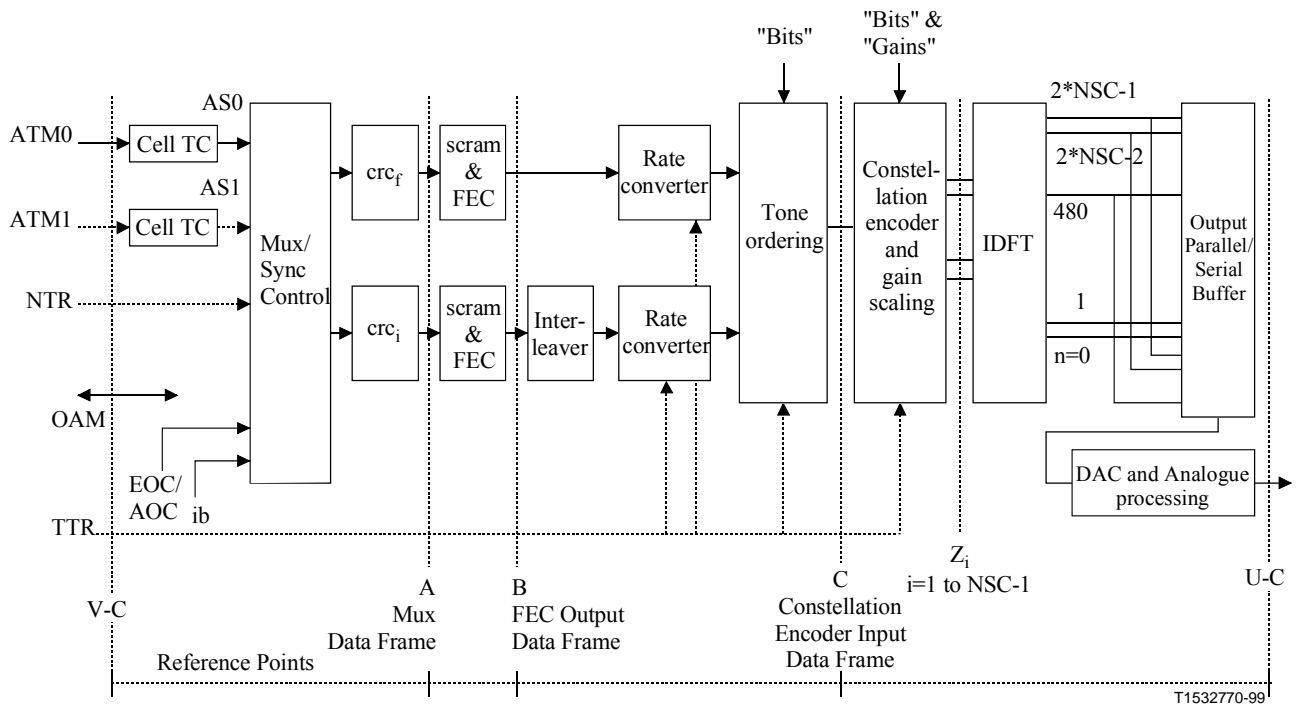 "Bits"
"Bits" &
"Gains"
ATM0
Cell TC
AS0
AS1
ATM1
Cell TC
NTR
OAM
EOC/
AOC
ib
TTR
Mux/
Sync
Control
crcf
crci
scram
&
FEC
scram
&
FEC
Inter-
leaver
Rate
converter
Rate
converter
Tone
ordering
Constel-
lation
encoder
and
gain
scaling
IDFT
2*NSC-1
2*NSC-2
480
1
n=0
Output
Parallel/
Serial
Buffer
DAC and Analogue
processing
V-C
A
Mux
Data Frame
B
FEC Output
Data Frame
C
Constellation
Encoder Input
Data Frame
Zi
i=1 to NSC-1
U-C
Reference Points
T1532770-99